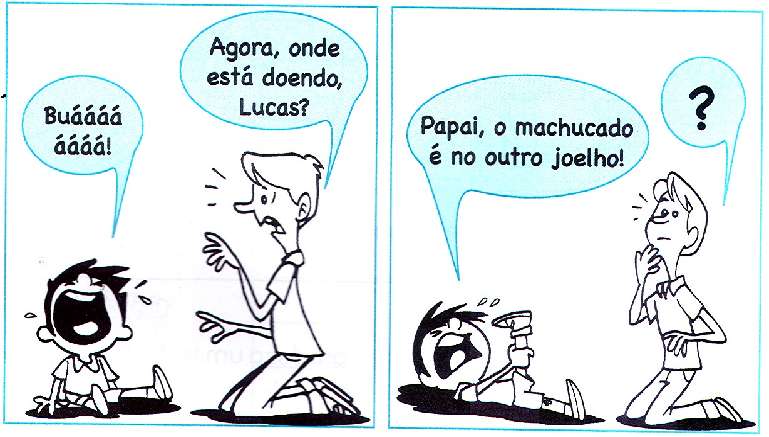 Buáááá
áááá!
Agora, onde
está doendo,
Lucas?
Papai, o machucado
é no outro joelho!
?